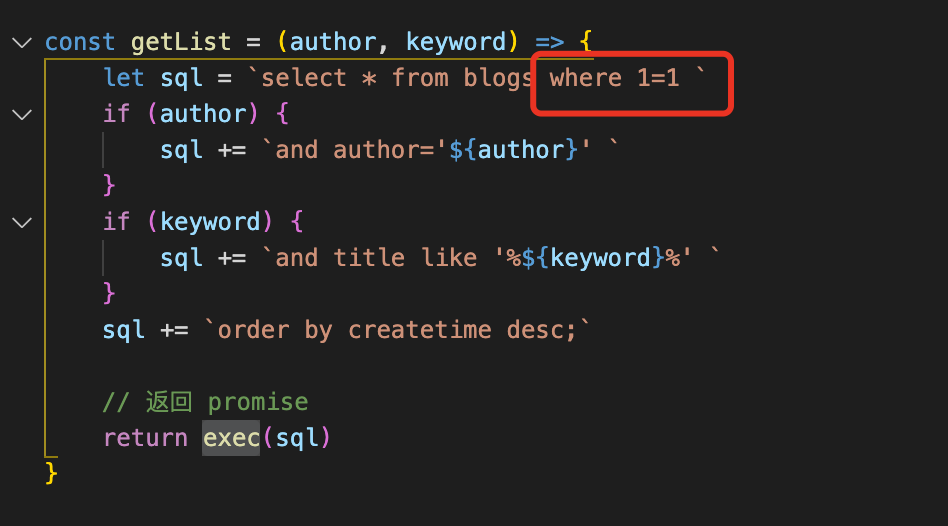 const getList = (author, keyword) => {
    let sql = `select * from blogs where 1=1 `
    if (author) {
        sql += `and author='${author}' `
    }
    if (keyword) {
        sql += `and title like '%${keyword}%' `
    }
    sql += `order by createtime desc;`

    // 返回 promise
    return exec(sql)
}